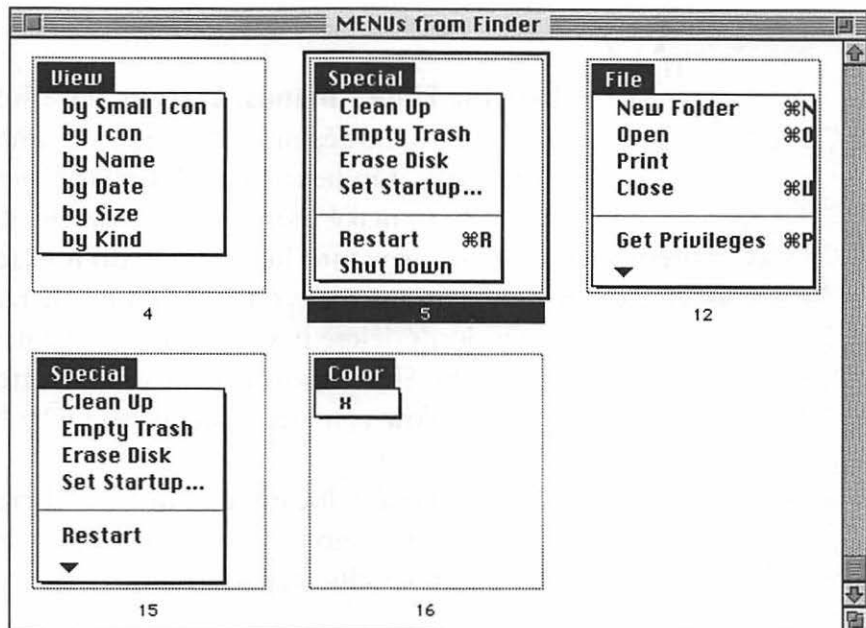 MENUs from Finder
View
by Small Icon
by Icon
by Name
by Date
by Size
by Kind
4
Special
Clean Up
Empty Trash
Erase Disk
Set Startup...
Restart ⌘R
Shut Down
5
File
New Folder ⌘N
Open ⌘O
Print
Close ⌘W
Get Privileges ⌘P
12
Special
Clean Up
Empty Trash
Erase Disk
Set Startup...
Restart
15
Color
x
16